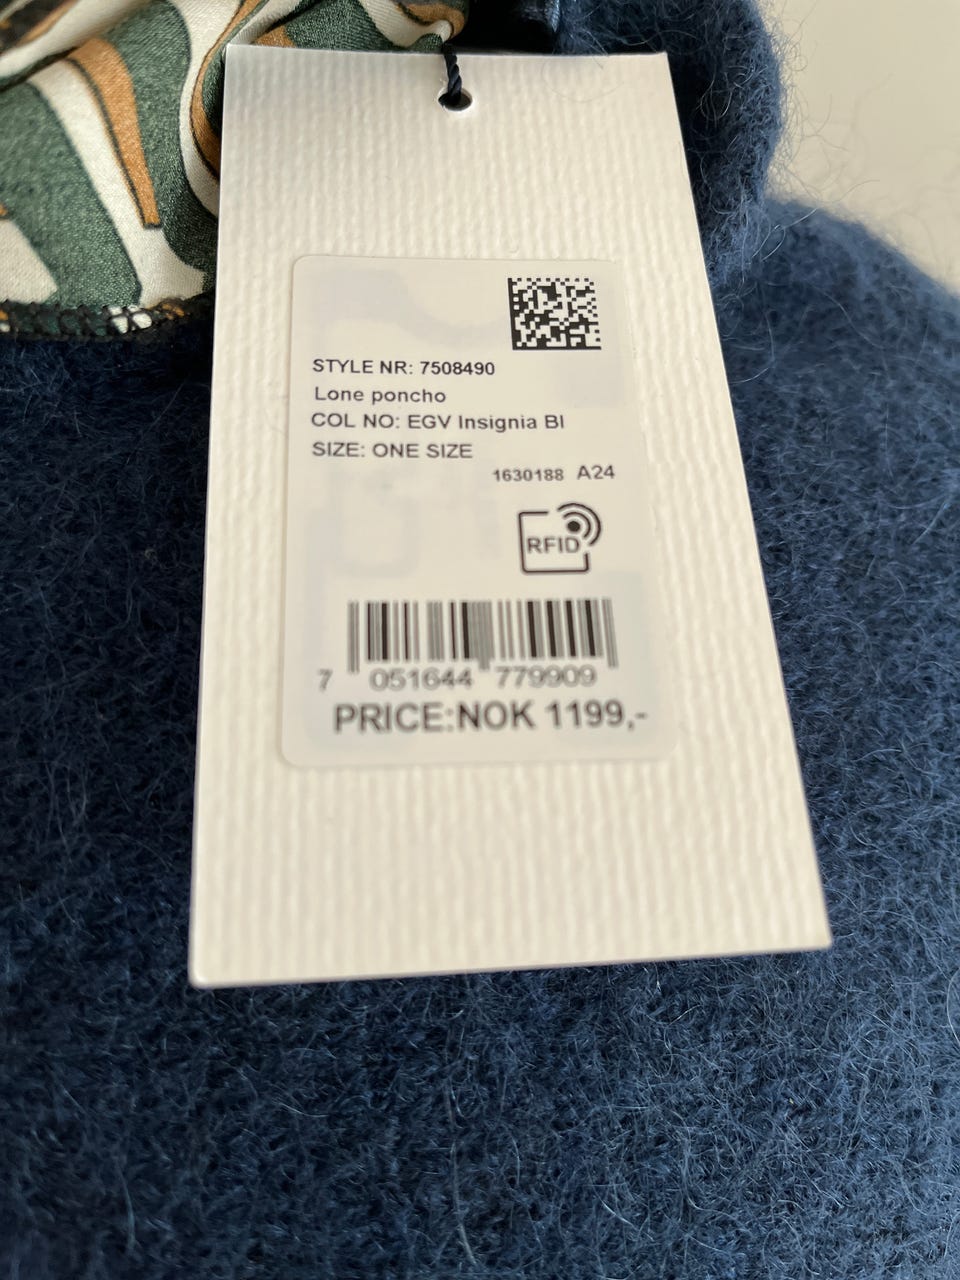 STYLE NR: 7508490
Lone poncho
COL NO: EGV Insignia Bl
SIZE: ONE SIZE
1630188 A24
RFID
7 051644 779909
PRICE:NOK 1199,-